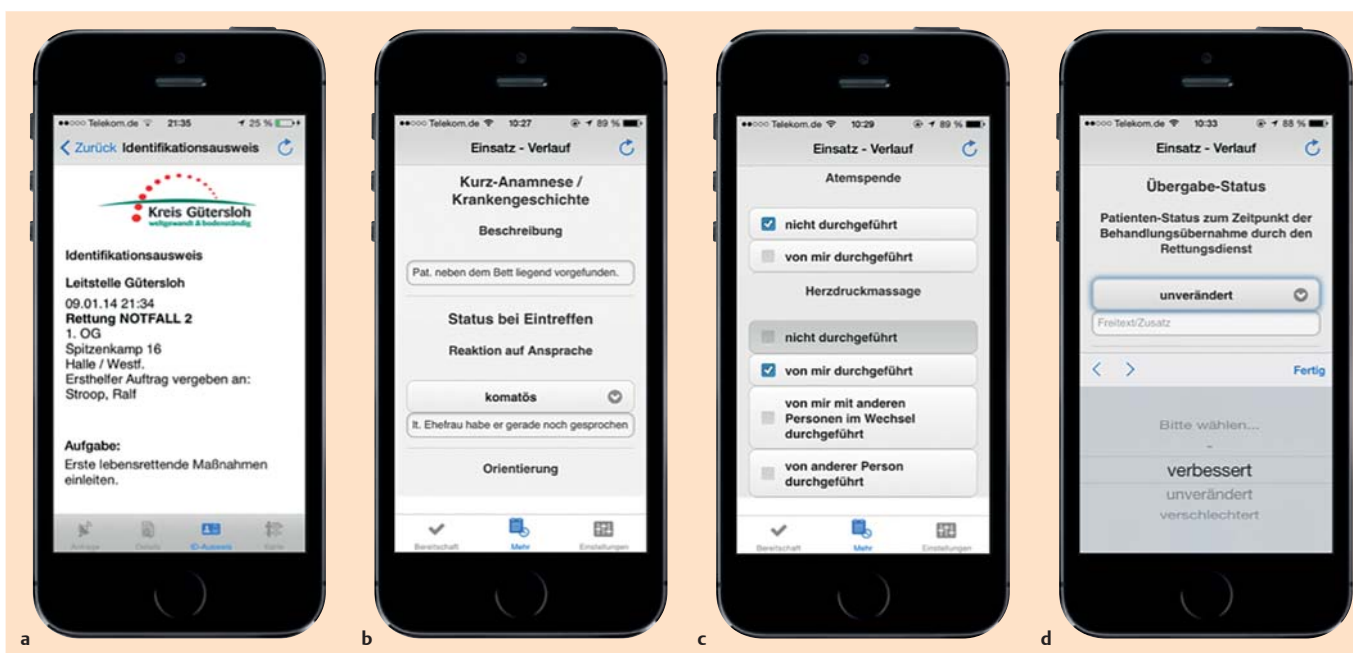 Telekom.de 21:35 25 %
Zurück Identifikationsausweis
Kreis Gütersloh
weltgewandt & bodenständig
Identifikationsausweis
Leitstelle Gütersloh
09.01.14 21:34
Rettung NOTFALL 2
1. OG
Spitzenkamp 16
Halle / Westf.
Ersthelfer Auftrag vergeben an:
Stroop, Ralf
Aufgabe:
Erste lebensrettende Maßnahmen
einleiten.
Anfrage Details ID-Ausweis Karte
a
Telekom.de 10:27 89 %
Einsatz - Verlauf
Kurz-Anamnese /
Krankengeschichte
Beschreibung
Pat. neben dem Bett liegend vorgefunden.
Status bei Eintreffen
Reaktion auf Ansprache
komatös
lt. Ehefrau habe er gerade noch gesprochen
Orientierung
Bereitschaft Mehr Einstellungen
b
Telekom.de 10:29 89 %
Einsatz - Verlauf
Atemspende
nicht durchgeführt
von mir durchgeführt
Herzdruckmassage
nicht durchgeführt
von mir durchgeführt
von mir mit anderen
Personen im Wechsel
durchgeführt
von anderer Person
durchgeführt
Bereitschaft Mehr Einstellungen
c
Telekom.de 10:33 88 %
Einsatz - Verlauf
Übergabe-Status
Patienten-Status zum Zeitpunkt der
Behandlungsübernahme durch den
Rettungsdienst
unverändert
Freitext/Zusatz
Fertig
Bitte wählen...
-
verbessert
unverändert
verschlechtert
d